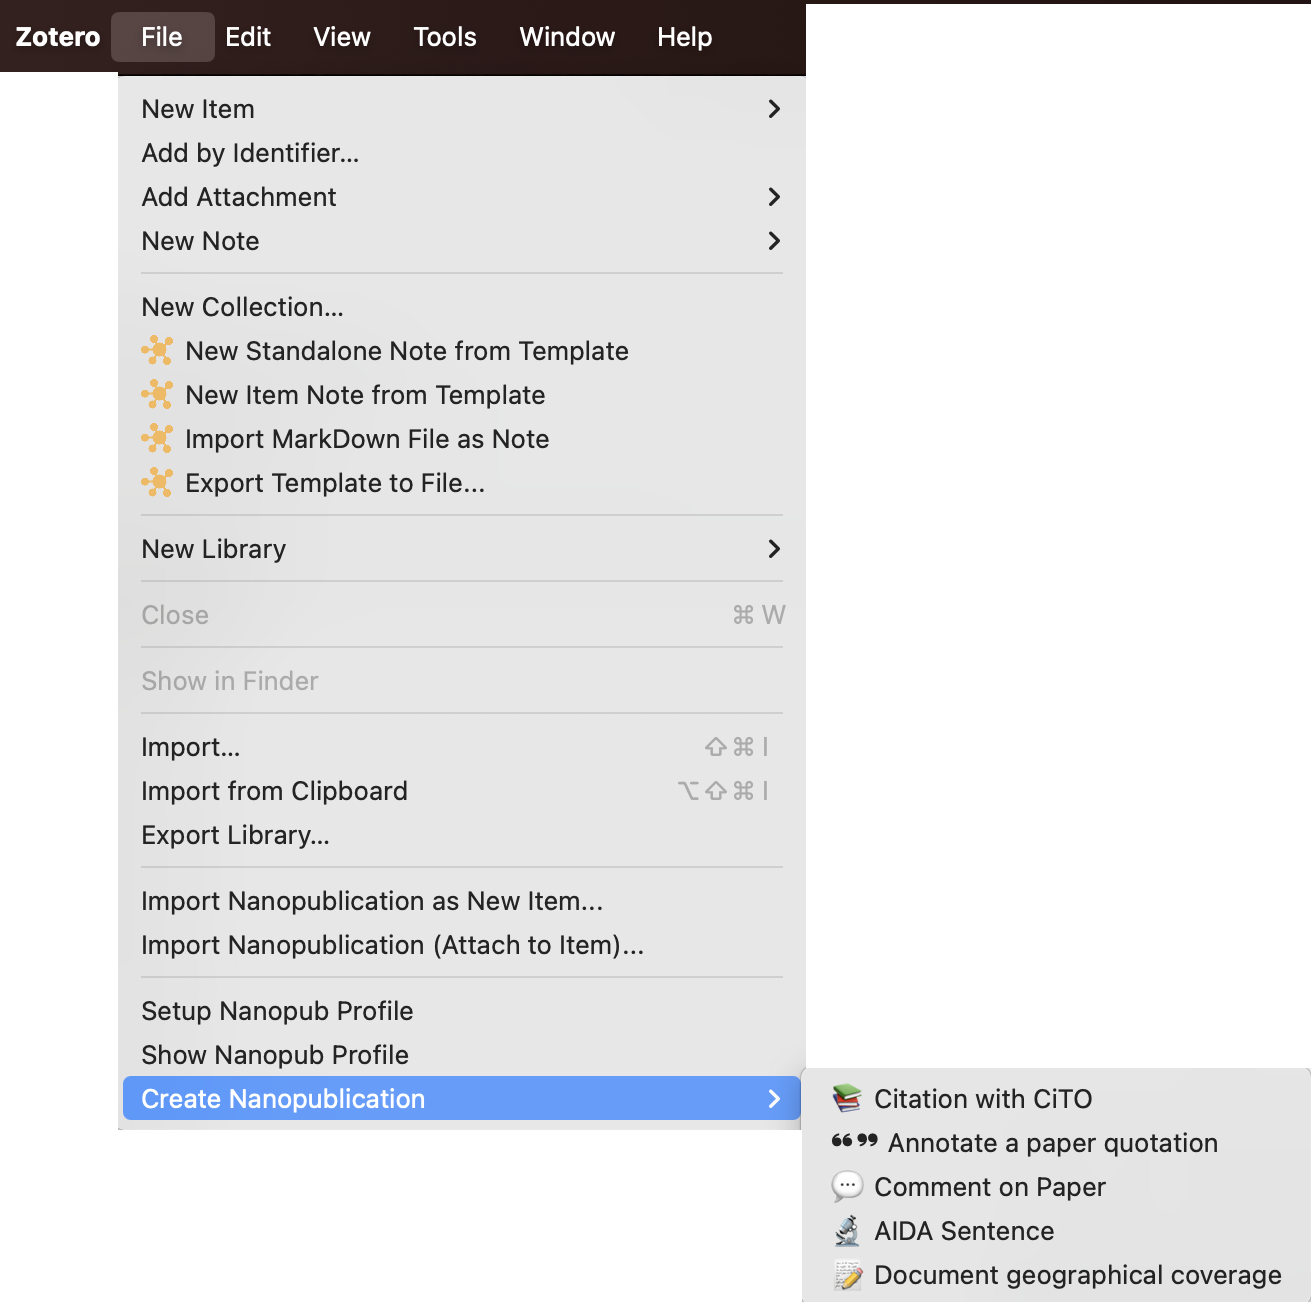 Zotero File Edit View Tools Window Help
New Item
Add by Identifier...
Add Attachment
New Note
New Collection...
New Standalone Note from Template
New Item Note from Template
Import MarkDown File as Note
Export Template to File...
New Library
Close ⌘ W
Show in Finder
Import... ⇧ ⌘ I
Import from Clipboard ⌥ ⇧ ⌘ I
Export Library...
Import Nanopublication as New Item...
Import Nanopublication (Attach to Item)...
Setup Nanopub Profile
Show Nanopub Profile
Create Nanopublication
Citation with CiTO
❝❞ Annotate a paper quotation
Comment on Paper
AIDA Sentence
Document geographical coverage